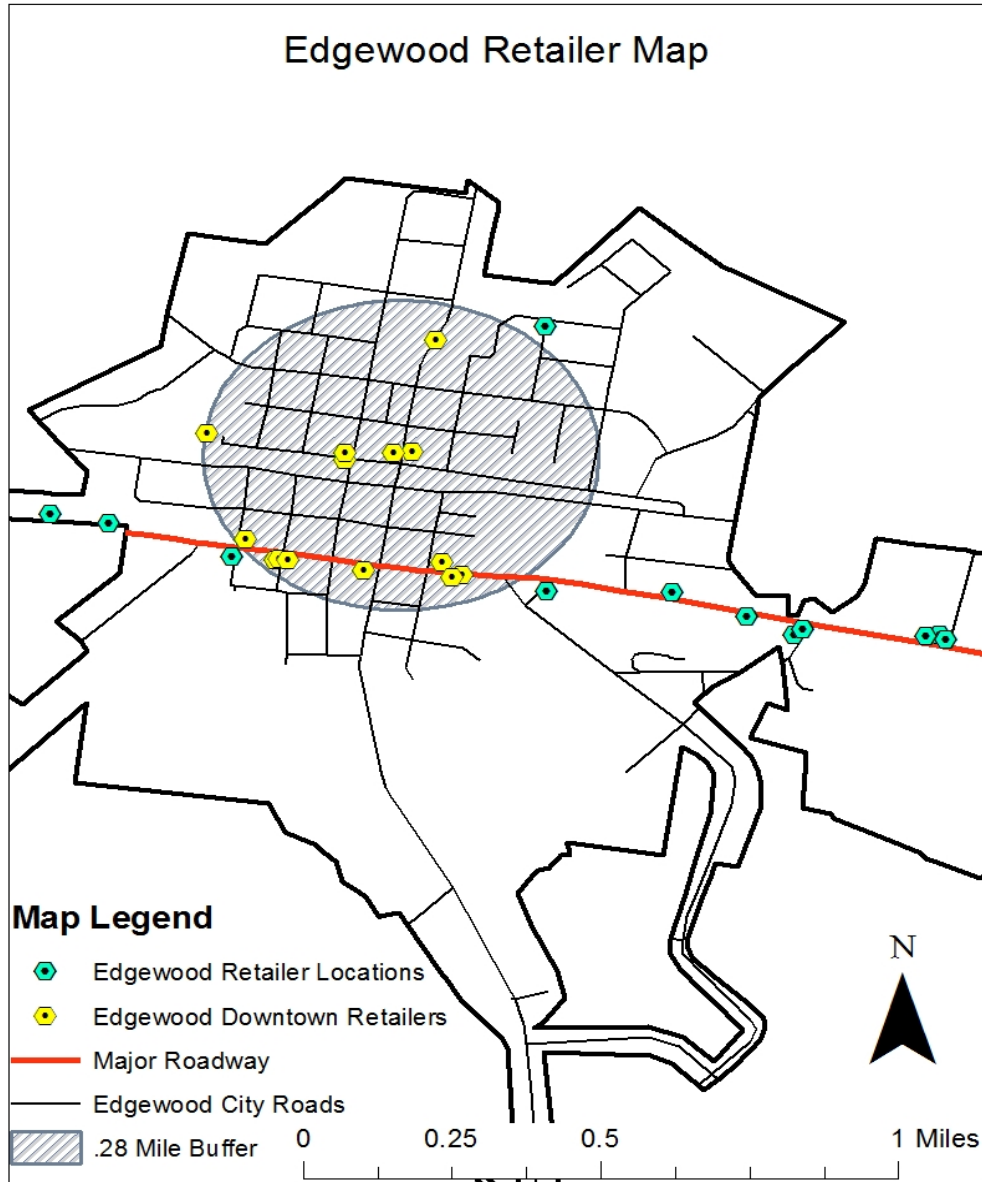 Edgewood Retailer Map
Map Legend
Edgewood Retailer Locations
Edgewood Downtown Retailers
Major Roadway
Edgewood City Roads
.28 Mile Buffer
0 0.25 0.5 1 Miles
N